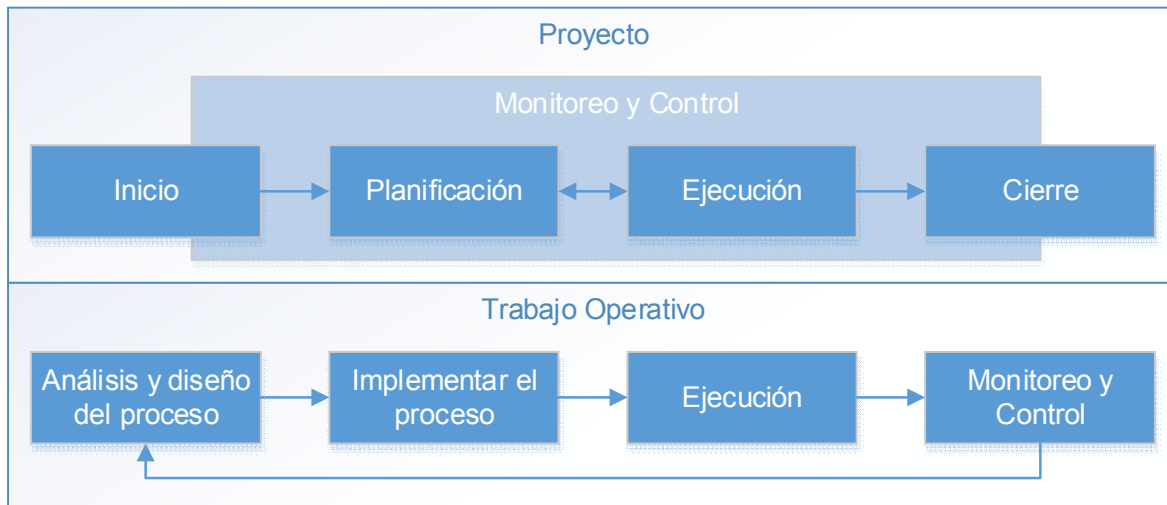 Proyecto
Monitoreo y Control
Inicio
Planificación
Ejecución
Cierre
Trabajo Operativo
Análisis y diseño
del proceso
Implementar el
proceso
Ejecución
Monitoreo y
Control